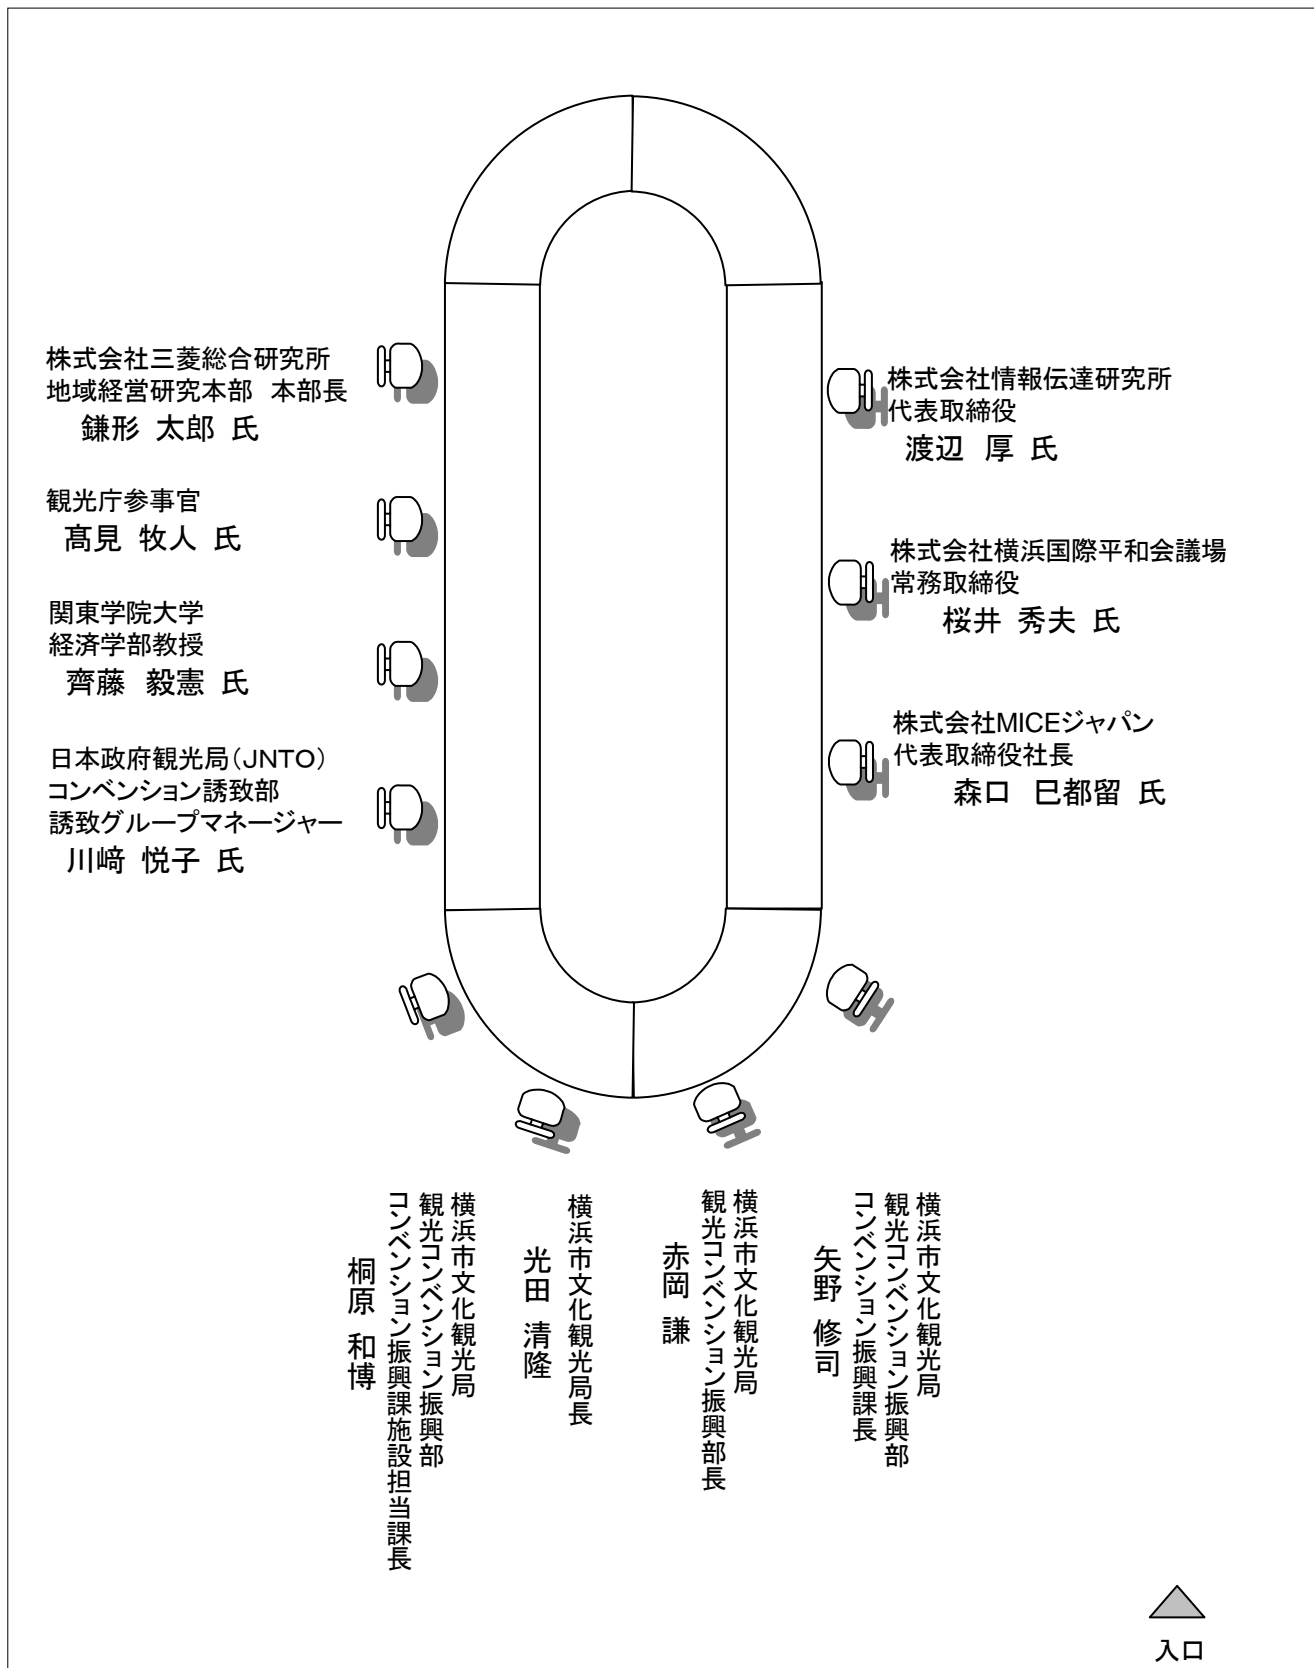 株式会社三菱総合研究所
地域経営研究本部 本部長
鎌形 太郎 氏
観光庁参事官
髙見 牧人 氏
関東学院大学
経済学部教授
齊藤 毅憲 氏
日本政府観光局(JNTO)
コンベンション誘致部
誘致グループマネージャー
川﨑 悦子 氏
株式会社情報伝達研究所
代表取締役
渡辺 厚 氏
株式会社横浜国際平和会議場
常務取締役
桜井 秀夫 氏
株式会社MICEジャパン
代表取締役社長
森口 巳都留 氏
横浜市文化観光局
観光コンベンション振興部
コンベンション振興課長
矢野 修司
横浜市文化観光局
観光コンベンション振興部長
赤岡 謙
横浜市文化観光局長
光田 清隆
横浜市文化観光局
観光コンベンション振興部
コンベンション振興課施設担当課長
桐原 和博
入口